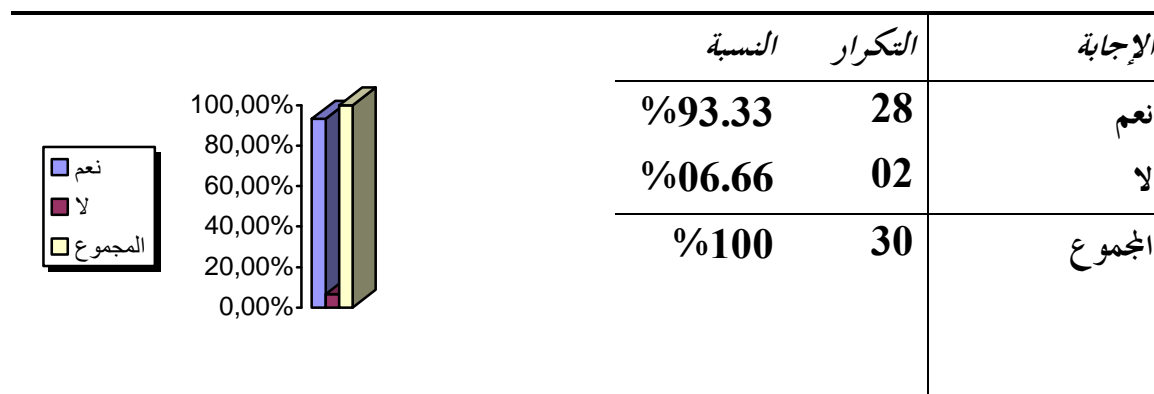 الإجابة التكرار النسبة
نعم 28 %93.33
لا 02 %06.66
المجموع 30 %100
100,00%
80,00%
60,00%
40,00%
20,00%
0,00%
نعم
لا
المجموع